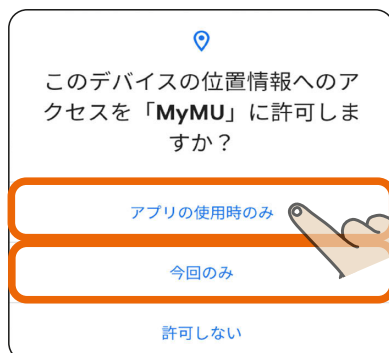 このデバイスの位置情報へのア
クセスを「MyMU」に許可しま
すか？
アプリの使用時のみ
今回のみ
許可しない